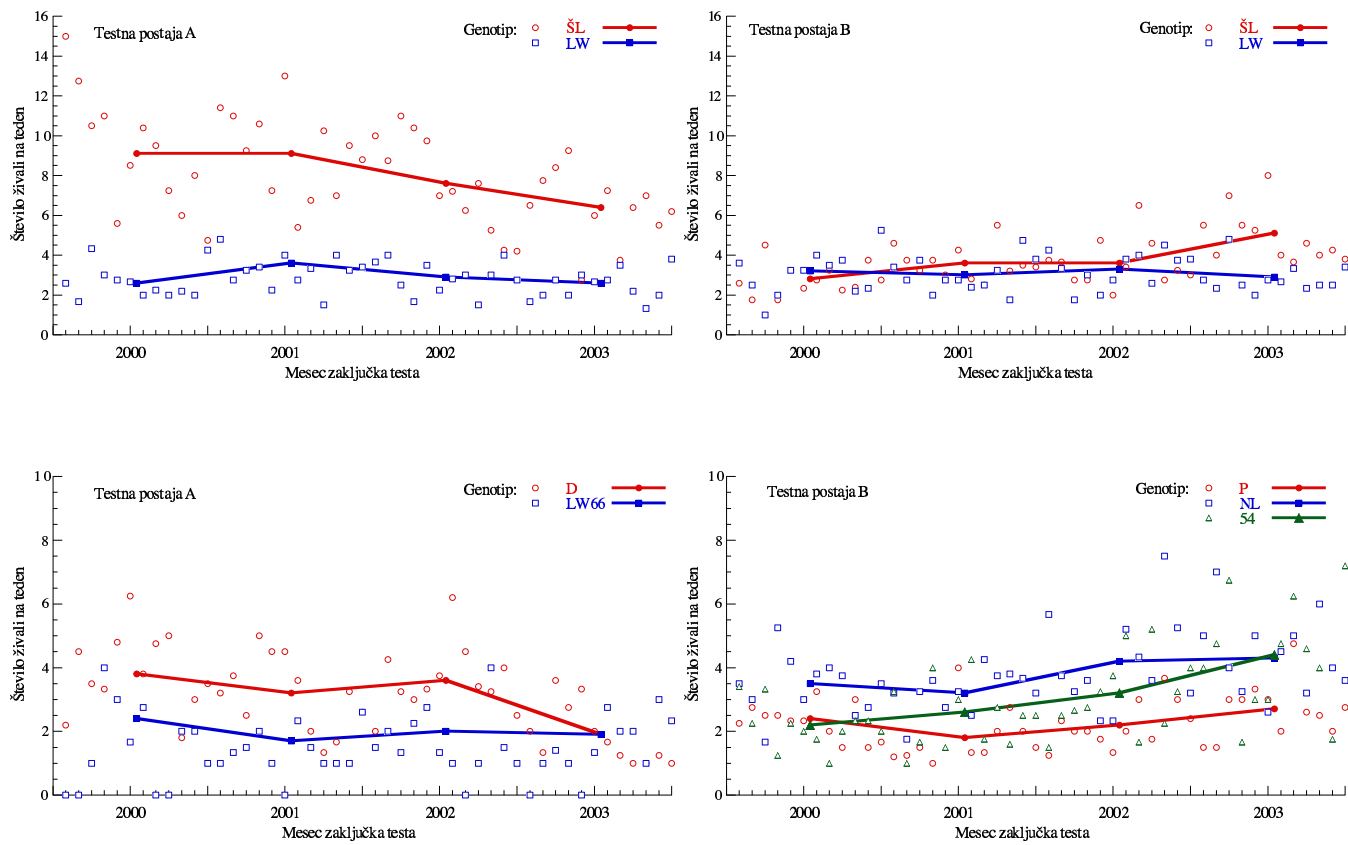 Testna postaja A
Genotip: ŠL
LW
Število živali na teden
16
14
12
10
8
6
4
2
0
2000 2001 2002 2003
Mesec zaključka testa
Testna postaja B
Genotip: ŠL
LW
Število živali na teden
16
14
12
10
8
6
4
2
0
2000 2001 2002 2003
Mesec zaključka testa
Testna postaja A
Genotip: D
LW66
Število živali na teden
10
8
6
4
2
0
2000 2001 2002 2003
Mesec zaključka testa
Testna postaja B
Genotip: P
NL
54
Število živali na teden
10
8
6
4
2
0
2000 2001 2002 2003
Mesec zaključka testa